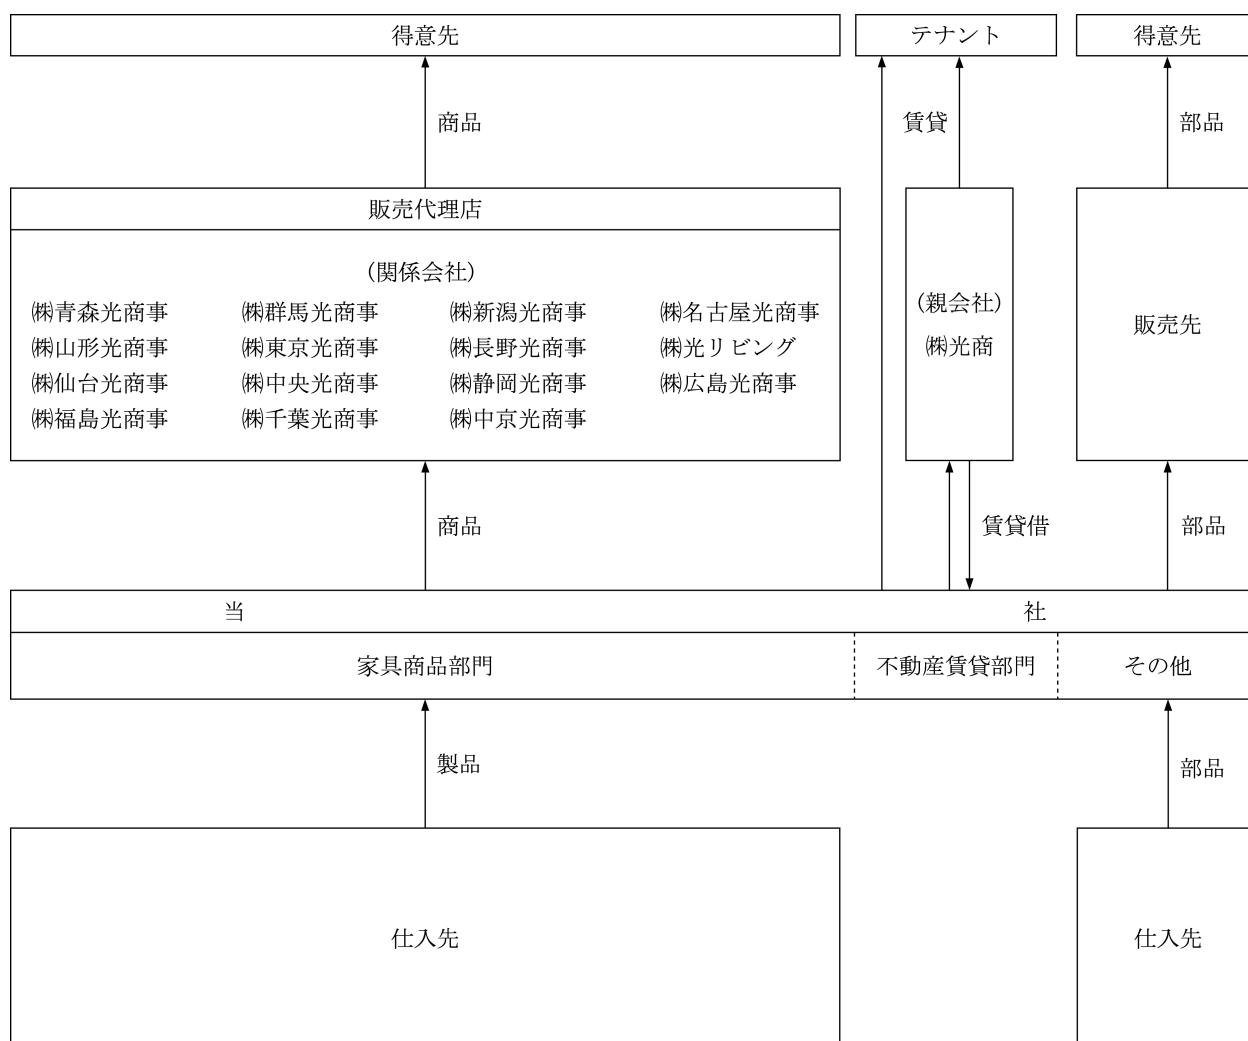 得意先
テナント
得意先
商品
賃貸
部品
販売代理店
(関係会社)
㈱青森光商事 ㈱群馬光商事 ㈱新潟光商事 ㈱名古屋光商事
㈱山形光商事 ㈱東京光商事 ㈱長野光商事 ㈱光リビング
㈱仙台光商事 ㈱中央光商事 ㈱静岡光商事 ㈱広島光商事
㈱福島光商事 ㈱千葉光商事 ㈱中京光商事
(親会社)
㈱光商
販売先
商品
賃貸借
部品
当 社
家具商品部門
不動産賃貸部門
その他
製品
部品
仕入先
仕入先